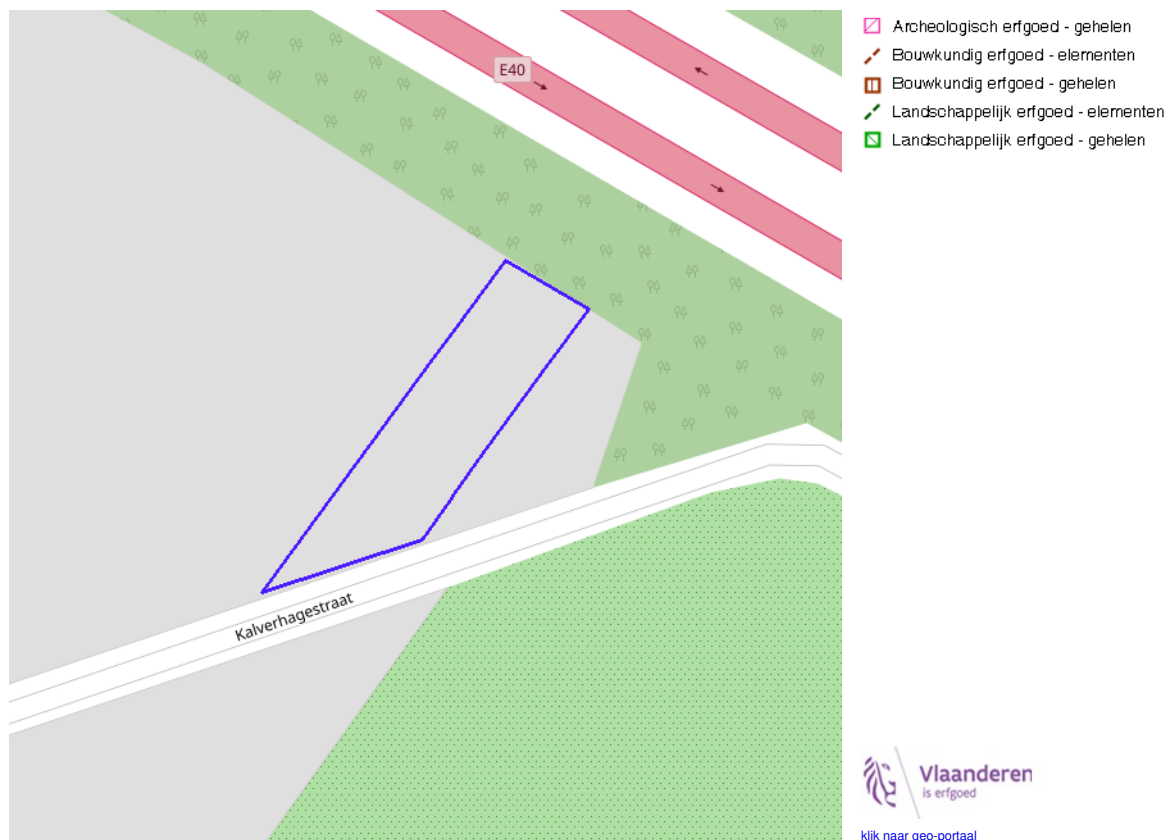 E40
Kalverhagestraat
Archeologisch erfgoed - gehelen
Bouwkundig erfgoed - elementen
Bouwkundig erfgoed - gehelen
Landschappelijk erfgoed - elementen
Landschappelijk erfgoed - gehelen
Vlaanderen
is erfgoed
klik naar geo-portaal